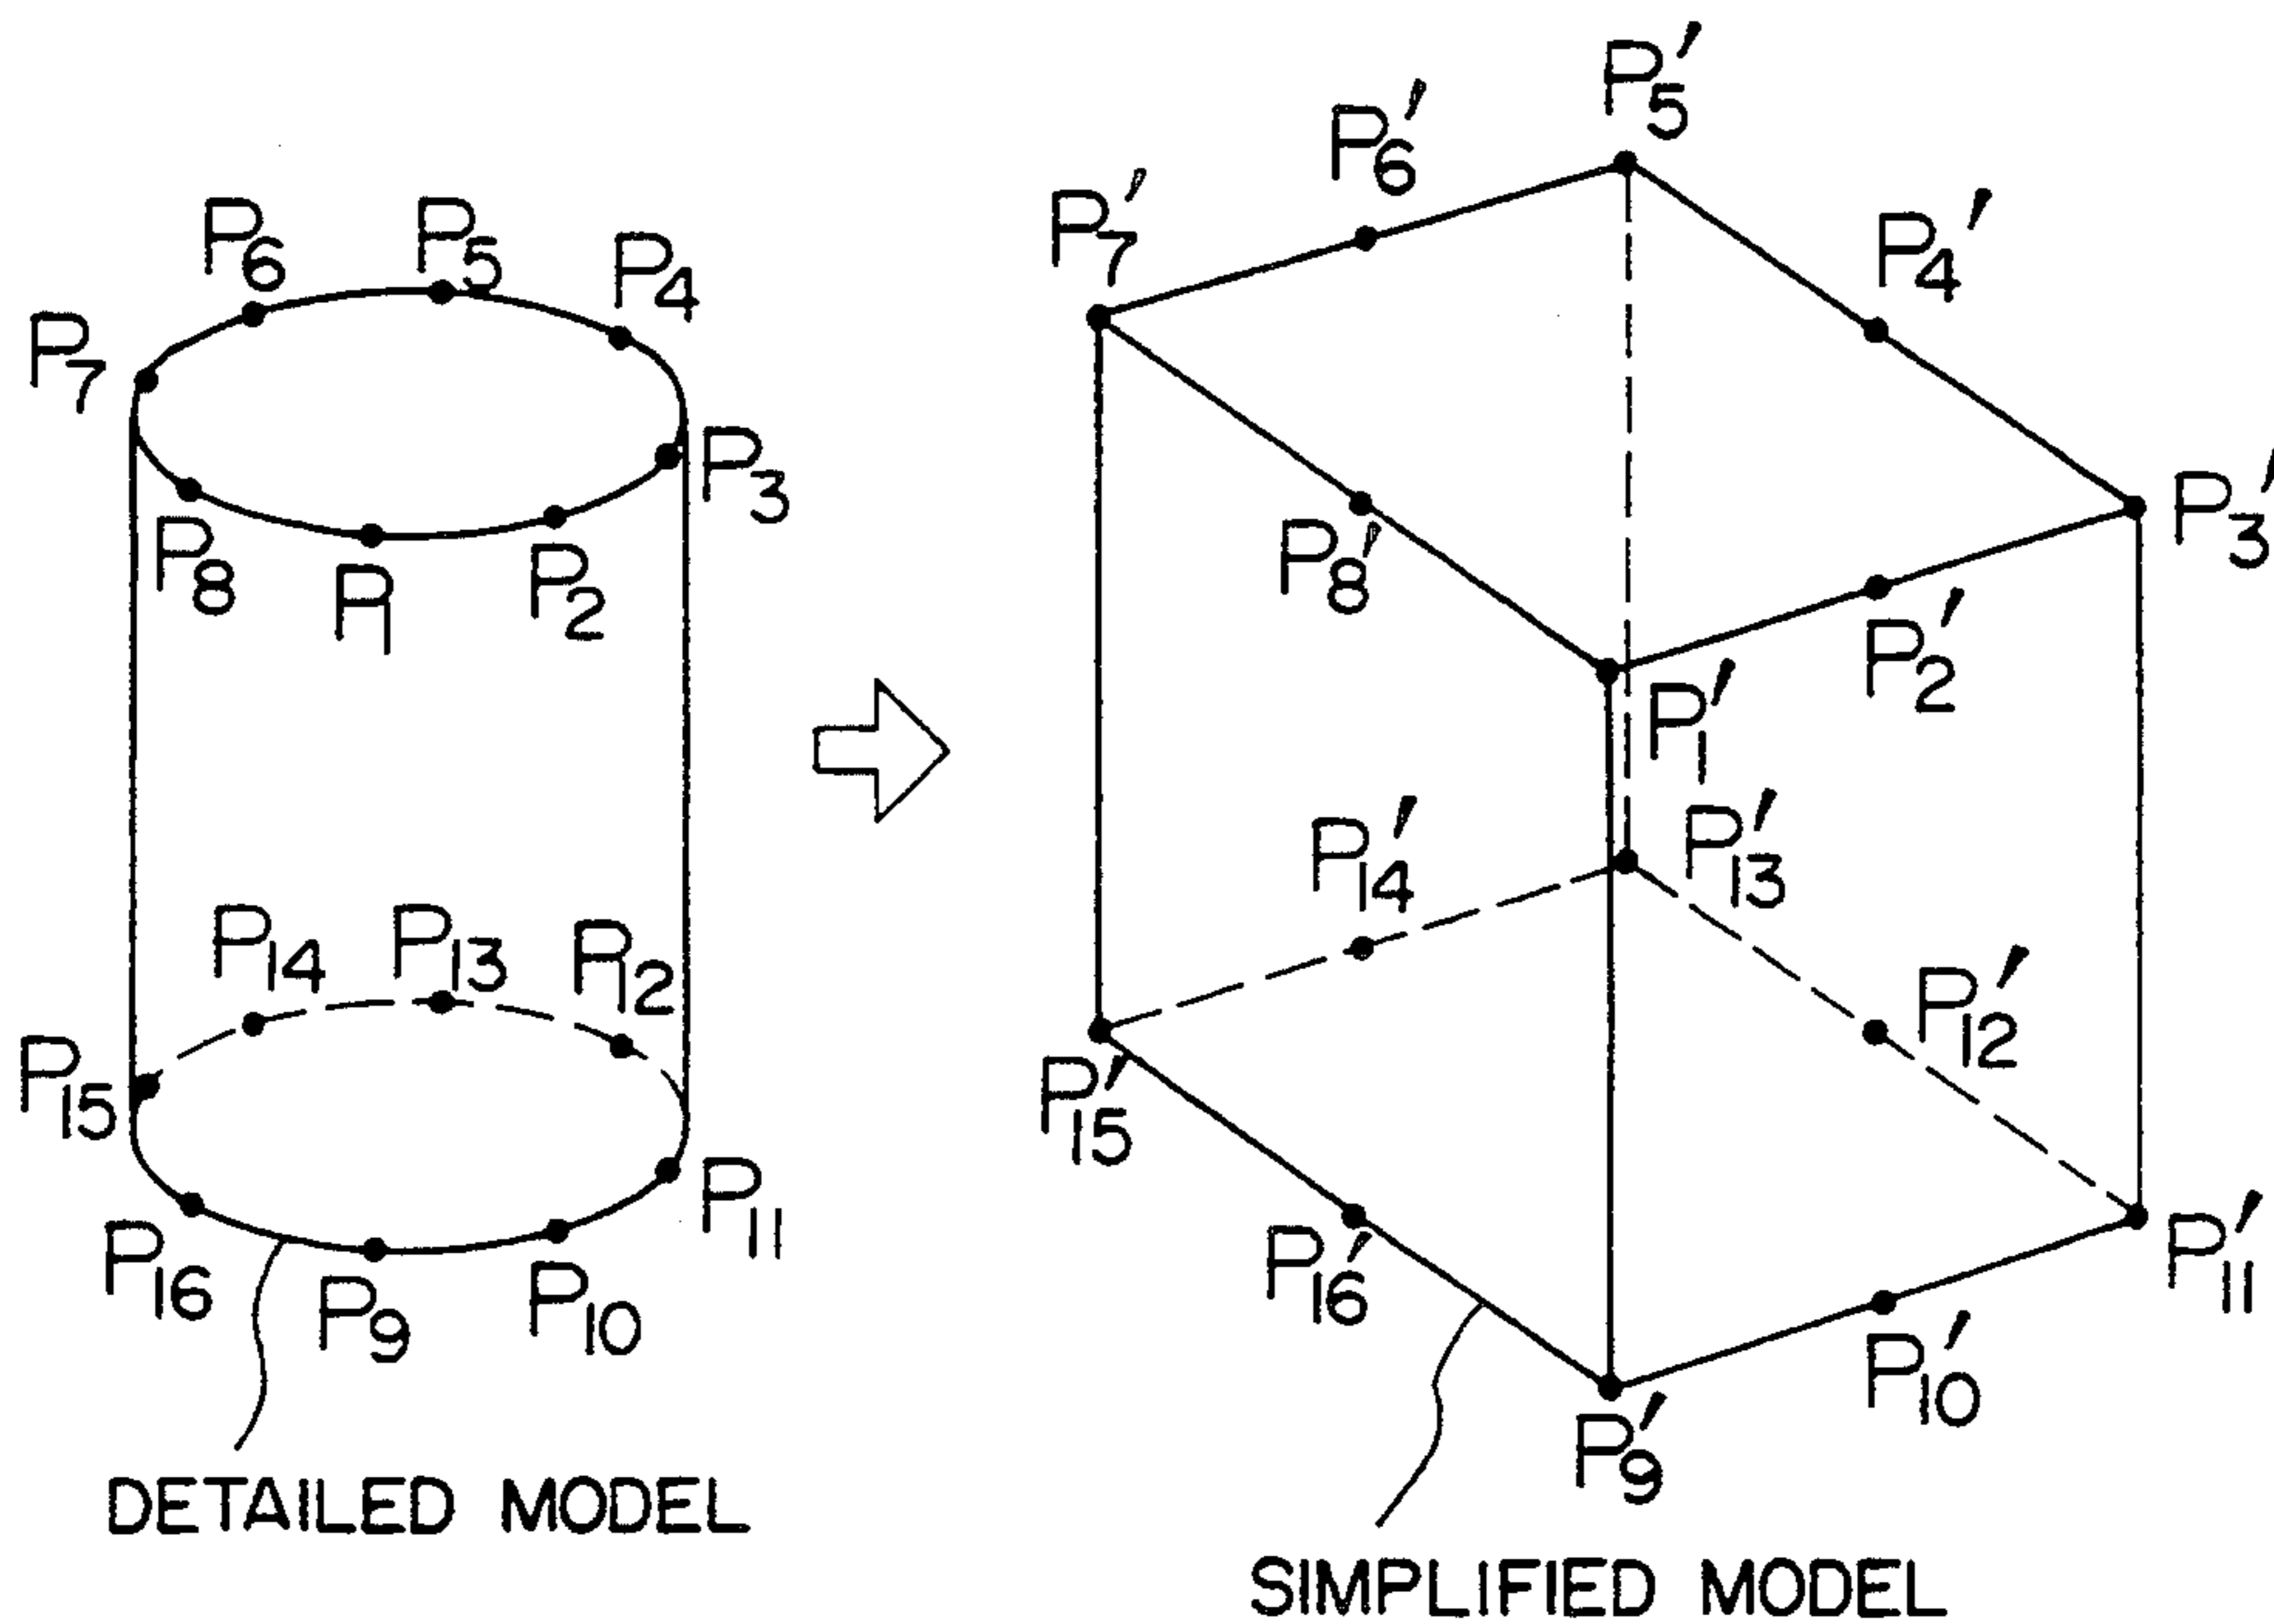 P6 P5 P4
P7 P3
P8 P1 P2
P14 P13 P12
P15 P11
P16 P9 P10
DETAILED MODEL
P5'
P6'
P7' P4'
P8' P3'
P2'
P1'
P14' P13'
P12'
P15'
P16' P11'
P10'
P9'
SIMPLIFIED MODEL